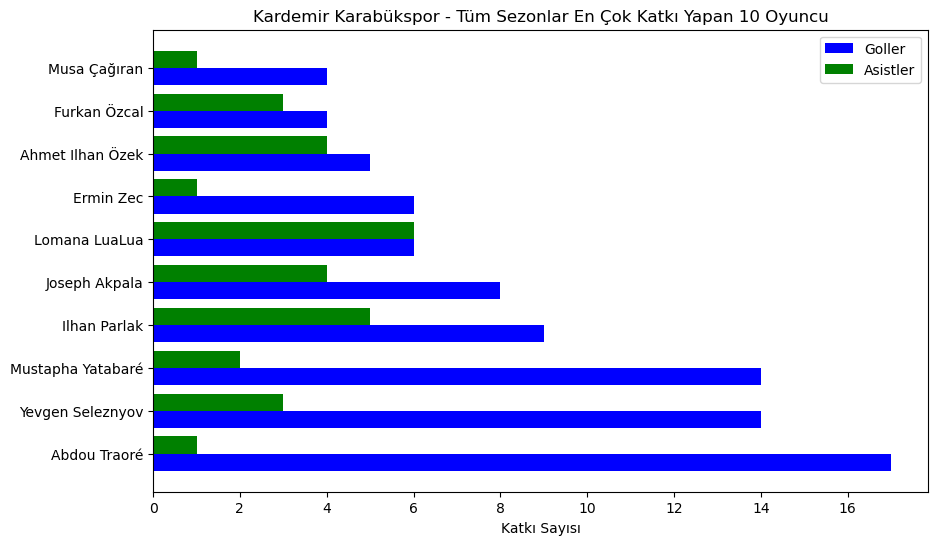 Kardemir Karabükspor - Tüm Sezonlar En Çok Katkı Yapan 10 Oyuncu
Goller
Asistler
Musa Çağıran
Furkan Özcal
Ahmet Ilhan Özek
Ermin Zec
Lomana LuaLua
Joseph Akpala
Ilhan Parlak
Mustapha Yatabaré
Yevgen Seleznyov
Abdou Traoré
0 2 4 6 8 10 12 14 16
Katkı Sayısı